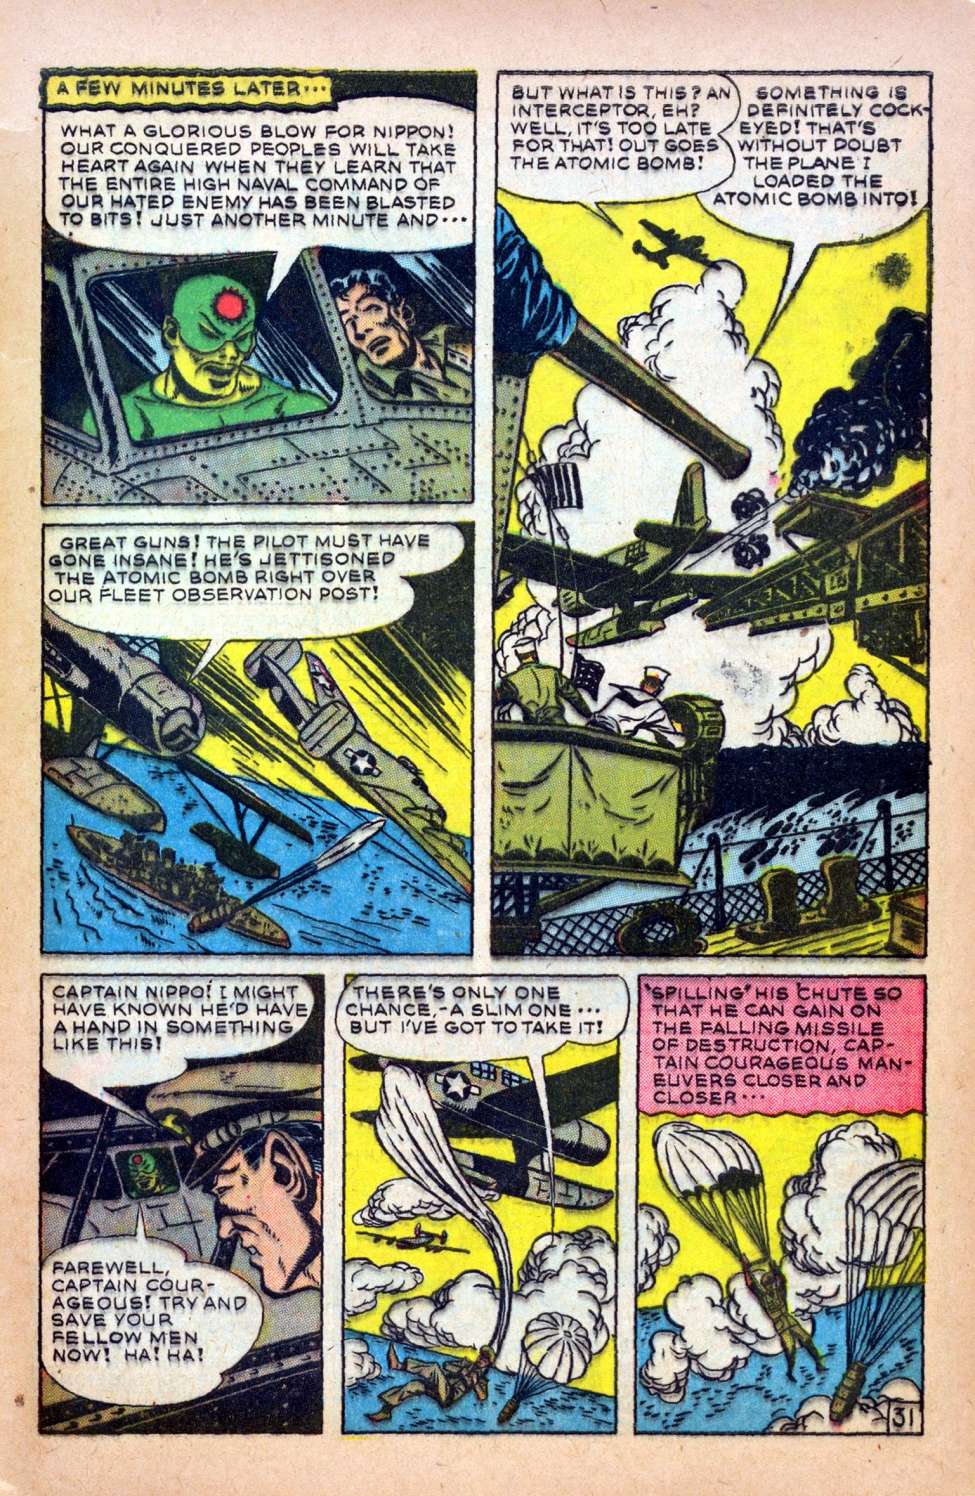 A FEW MINUTES LATER...
WHAT A GLORIOUS BLOW FOR NIPPON!
OUR CONQUERED PEOPLES WILL TAKE
HEART AGAIN WHEN THEY LEARN THAT
THE ENTIRE HIGH NAVAL COMMAND OF
OUR HATED ENEMY HAS BEEN BLASTED
TO BITS! JUST ANOTHER MINUTE AND...
BUT WHAT IS THIS? AN
INTERCEPTOR, EH?
WELL, IT'S TOO LATE
FOR THAT! OUT GOES
THE ATOMIC BOMB!
SOMETHING IS
DEFINITELY COCK-
EYED! THAT'S
WITHOUT DOUBT
THE PLANE I
LOADED THE
ATOMIC BOMB INTO!
GREAT GUNS! THE PILOT MUST HAVE
GONE INSANE! HE'S JETTISONED
THE ATOMIC BOMB RIGHT OVER
OUR FLEET OBSERVATION POST!
CAPTAIN NIPPO! I MIGHT
HAVE KNOWN HE'D HAVE
A HAND IN SOMETHING
LIKE THIS!
FAREWELL,
CAPTAIN COUR-
AGEOUS! TRY AND
SAVE YOUR
FELLOW MEN
NOW! HA! HA!
THERE'S ONLY ONE
CHANCE,-A SLIM ONE...
BUT I'VE GOT TO TAKE IT!
"SPILLING" HIS 'CHUTE SO
THAT HE CAN GAIN ON
THE FALLING MISSILE
OF DESTRUCTION, CAP-
TAIN COURAGEOUS MAN-
EUVERS CLOSER AND
CLOSER...
31